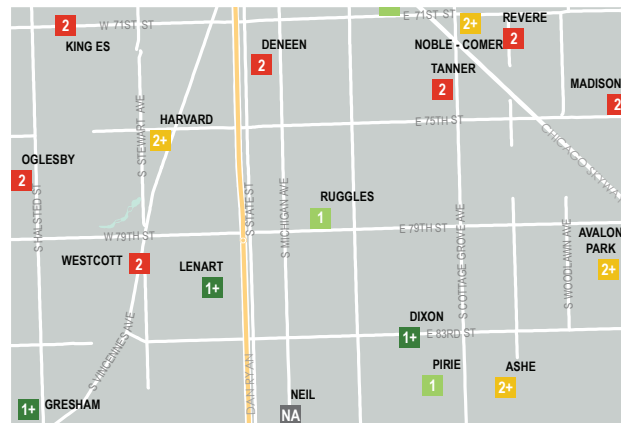 W 71ST ST
E 71ST ST
REVERE
2
KING ES
DENEEN
2
2+
NOBLE - COMER
2
TANNER
2
MADISON
2
S STEWART AVE
HARVARD
2+
E 75TH ST
CHICAGO SKYWAY
OGLESBY
2
S HALSTED ST
S STATE ST
S MICHIGAN AVE
RUGGLES
1
S COTTAGE GROVE AVE
S WOODLAWN AVE
W 79TH ST
E 79TH ST
AVALON
PARK
2+
WESTCOTT
2
LENART
1+
S VINCENNES AVE
DIXON
1+
E 83RD ST
DAN RYAN
PIRIE
1
ASHE
2+
1+
GRESHAM
NEIL
NA